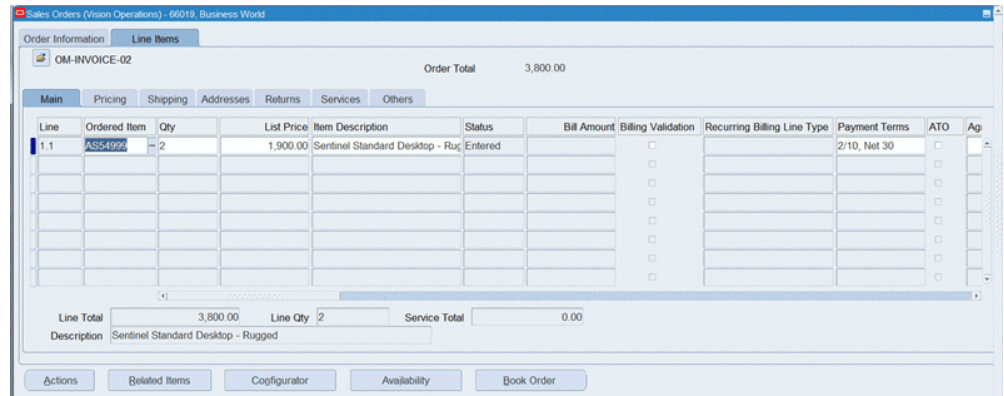 Sales Orders (Vision Operations) - 66019, Business World
Order Information Line Items
OM-INVOICE-02
Order Total 3,800.00
Main Pricing Shipping Addresses Returns Services Others
Line Ordered Item Qty List Price Item Description Status Bill Amount Billing Validation Recurring Billing Line Type Payment Terms ATO Ag
1.1 AS54999 2 1,900.00 Sentinel Standard Desktop - Rug Entered 2/10, Net 30
Line Total 3,800.00 Line Qty 2 Service Total 0.00
Description Sentinel Standard Desktop - Rugged
Actions Related Items Configurator Availability Book Order